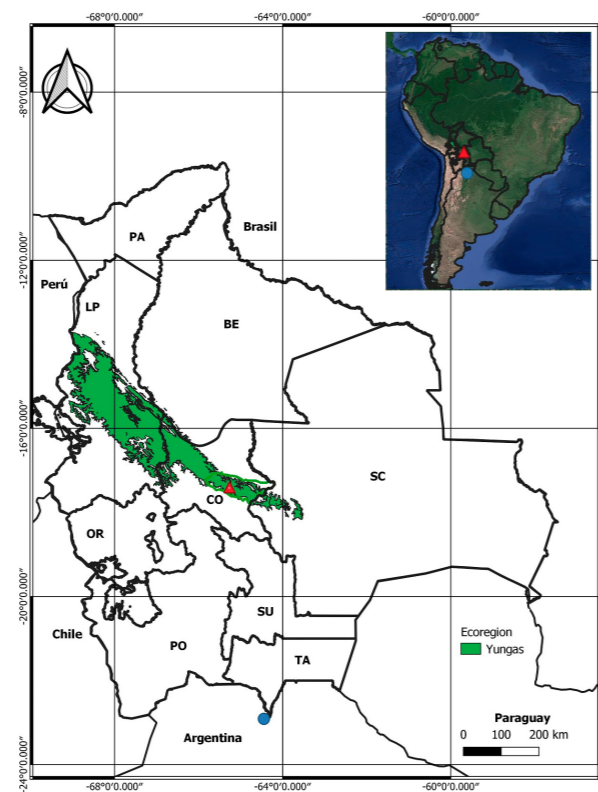 -68°0'0.000"
-64°0'0.000"
-60°0'0.000"
-8°0'0.000"
Brasil
PA
-12°0'0.000"
Perú
LP
BE
-16°0'0.000"
SC
CO
OR
-20°0'0.000"
SU
Chile
Ecoregion
PO
Yungas
TA
Paraguay
Argentina
0 100 200 km
-24°0'0.000"
-68°0'0.000"
-64°0'0.000"
-60°0'0.000"